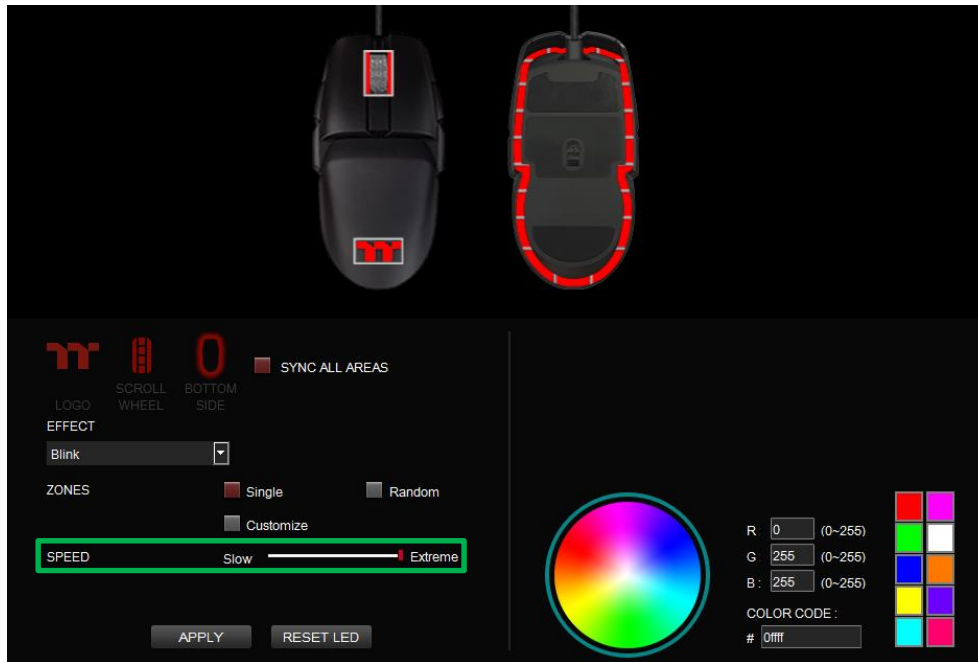 SYNC ALL AREAS
SCROLL WHEEL
BOTTOM SIDE
LOGO
EFFECT
Blink
ZONES
Single
Random
Customize
SPEED
Slow
Extreme
APPLY
RESET LED
R 0 (0~255)
G 255 (0~255)
B : 255 (0~255)
COLOR CODE :
# 0ffff